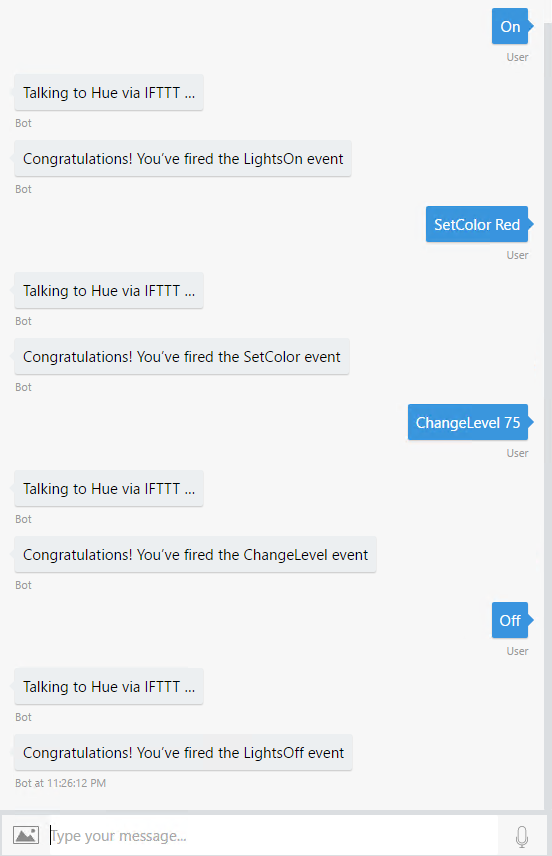 On
User
Talking to Hue via IFTTT ...
Bot
Congratulations! You’ve fired the LightsOn event
Bot
SetColor Red
User
Talking to Hue via IFTTT ...
Bot
Congratulations! You’ve fired the SetColor event
Bot
ChangeLevel 75
User
Talking to Hue via IFTTT ...
Bot
Congratulations! You’ve fired the ChangeLevel event
Bot
Off
User
Talking to Hue via IFTTT ...
Bot
Congratulations! You’ve fired the LightsOff event
Bot at 11:26:12 PM
Type your message...